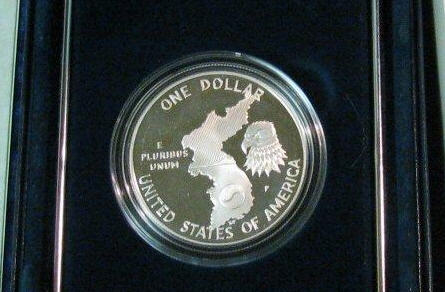 ONE DOLLAR
E
PLURIBUS
UNUM
P
UNITED STATES OF AMERICA